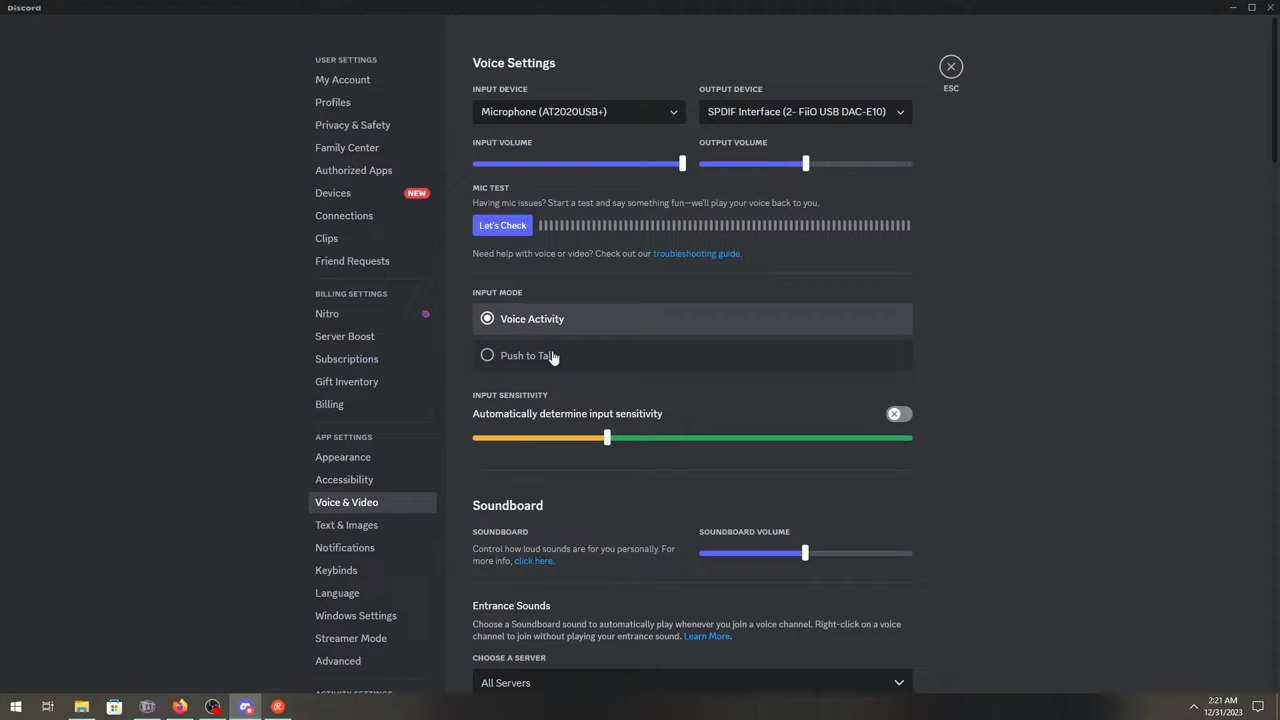 Discord
USER SETTINGS
My Account
Profiles
Privacy & Safety
Family Center
Authorized Apps
Devices
NEW
Connections
Clips
Friend Requests
BILLING SETTINGS
Nitro
Server Boost
Subscriptions
Gift Inventory
Billing
APP SETTINGS
Appearance
Accessibility
Voice & Video
Text & Images
Notifications
Keybinds
Language
Windows Settings
Streamer Mode
Advanced
ACTIVITY SETTINGS
Voice Settings
ESC
INPUT DEVICE
Microphone (AT2020USB+)
OUTPUT DEVICE
SPDIF Interface (2- FiiO USB DAC-E10)
INPUT VOLUME
OUTPUT VOLUME
MIC TEST
Having mic issues? Start a test and say something fun—we'll play your voice back to you.
Let's Check
Need help with voice or video? Check out our troubleshooting guide.
INPUT MODE
Voice Activity
Push to Talk
INPUT SENSITIVITY
Automatically determine input sensitivity
Soundboard
SOUNDBOARD
Control how loud sounds are for you personally. For
more info, click here.
SOUNDBOARD VOLUME
Entrance Sounds
Choose a Soundboard sound to automatically play whenever you join a voice channel. Right-click on a voice
channel to join without playing your entrance sound. Learn More.
CHOOSE A SERVER
All Servers
2:21 AM
12/31/2023